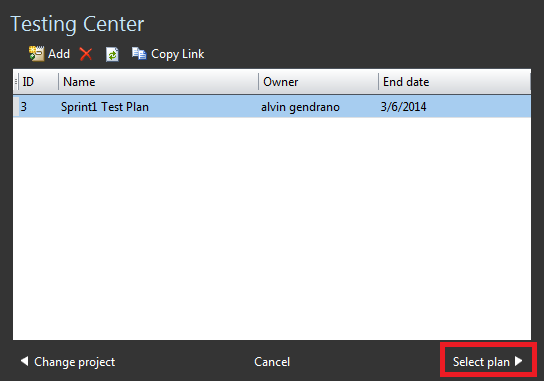 Testing Center
Add Copy Link
ID Name Owner End date
3 Sprint1 Test Plan alvin gendrano 3/6/2014
Change project Cancel Select plan